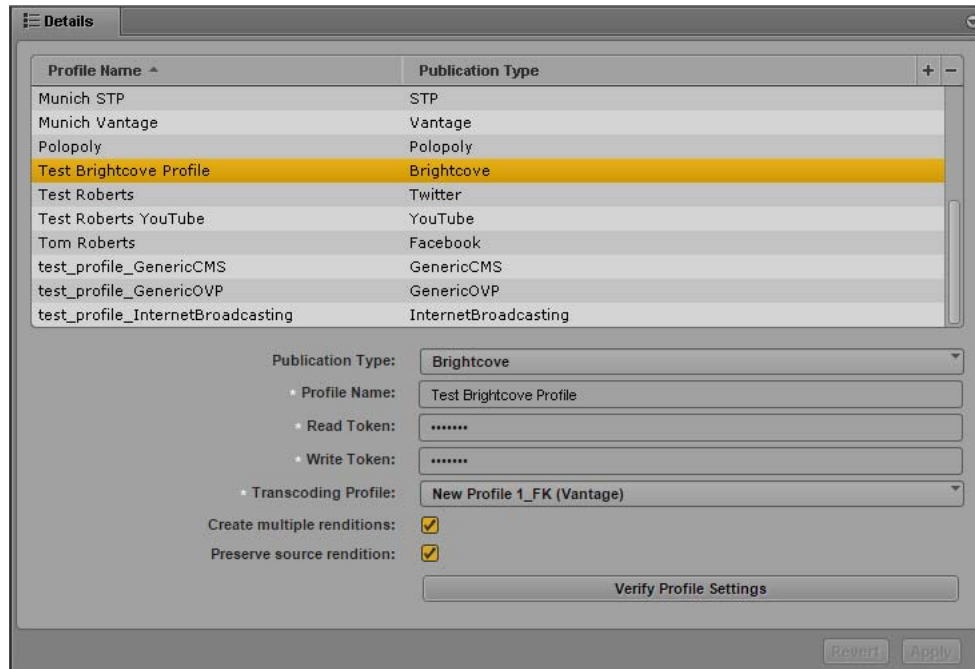 Details
Profile Name Publication Type + −
Munich STP STP
Munich Vantage Vantage
Polopoly Polopoly
Test Brightcove Profile Brightcove
Test Roberts Twitter
Test Roberts YouTube YouTube
Tom Roberts Facebook
test_profile_GenericCMS GenericCMS
test_profile_GenericOVP GenericOVP
test_profile_InternetBroadcasting InternetBroadcasting
Publication Type: Brightcove
* Profile Name: Test Brightcove Profile
* Read Token: •••••••
* Write Token: •••••••
* Transcoding Profile: New Profile 1_FK (Vantage)
Create multiple renditions:
Preserve source rendition:
Verify Profile Settings
Revert Apply